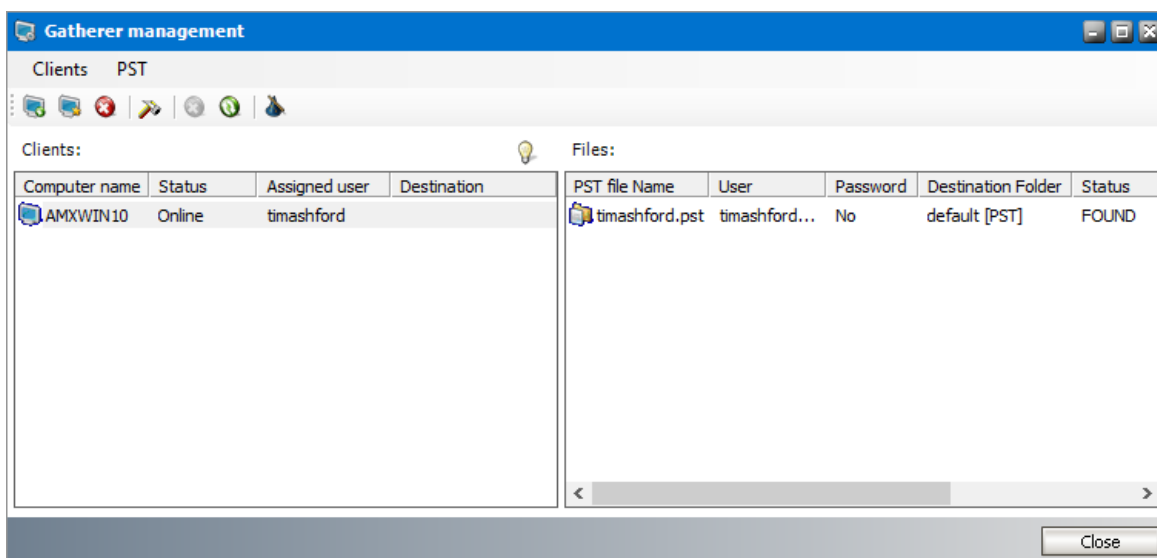 Gatherer management
Clients PST
Clients:
Computer name Status Assigned user Destination
AMXWIN10 Online timashford
Files:
PST file Name User Password Destination Folder Status
timashford.pst timashford... No default [PST] FOUND
Close